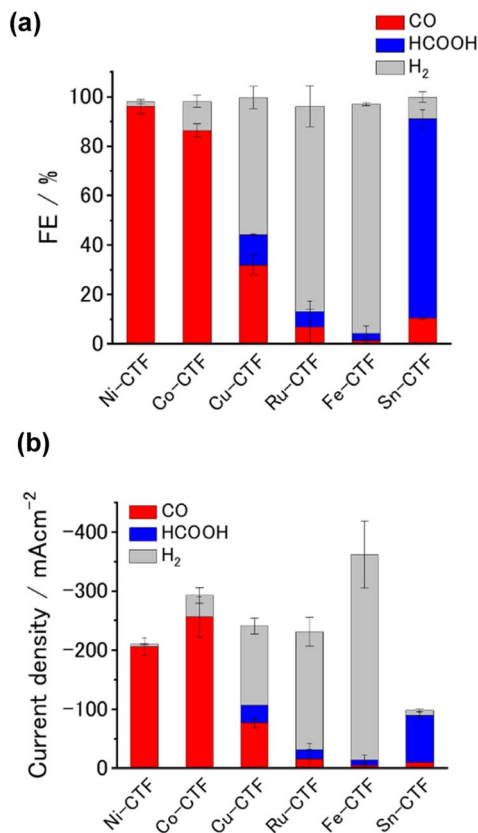 (a)
CO
HCOOH
H₂
FE / %
100
80
60
40
20
0
Ni-CTF
Co-CTF
Cu-CTF
Ru-CTF
Fe-CTF
Sn-CTF
(b)
CO
HCOOH
H₂
Current density / mAcm⁻²
-400
-300
-200
-100
0
Ni-CTF
Co-CTF
Cu-CTF
Ru-CTF
Fe-CTF
Sn-CTF